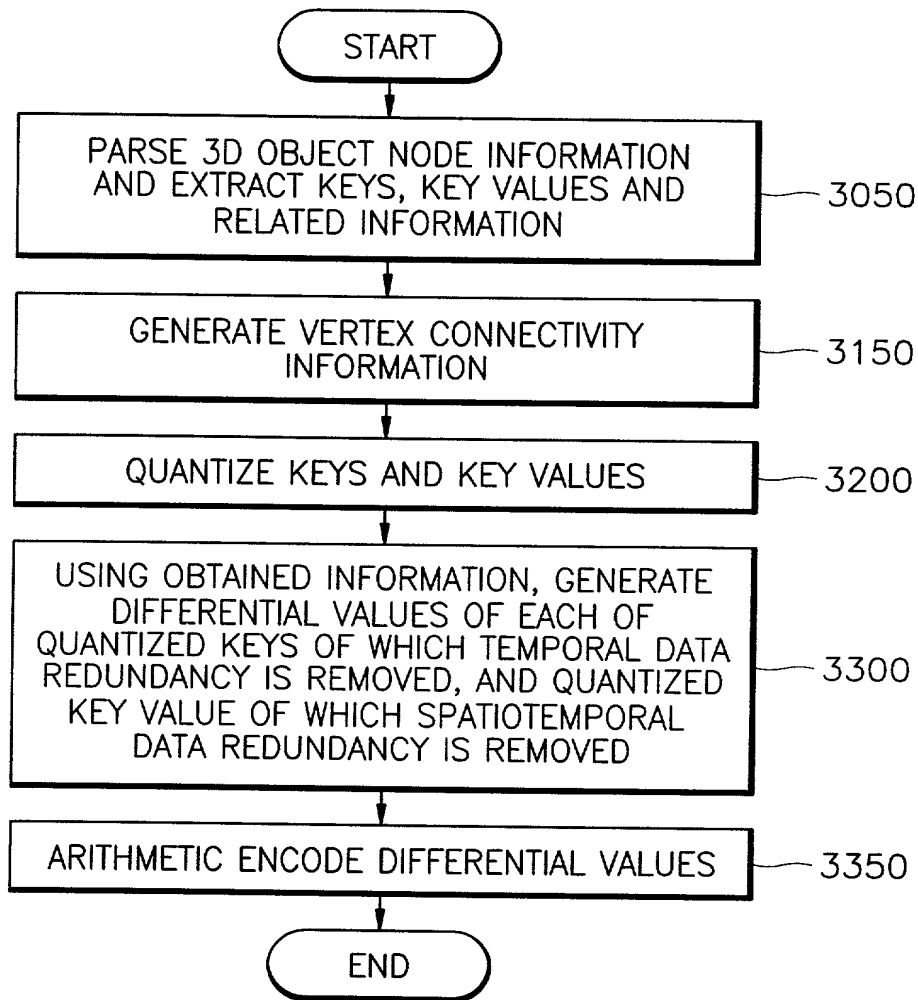 START
PARSE 3D OBJECT NODE INFORMATION
AND EXTRACT KEYS, KEY VALUES AND
RELATED INFORMATION
3050
GENERATE VERTEX CONNECTIVITY
INFORMATION
3150
QUANTIZE KEYS AND KEY VALUES
3200
USING OBTAINED INFORMATION, GENERATE
DIFFERENTIAL VALUES OF EACH OF
QUANTIZED KEYS OF WHICH TEMPORAL DATA
REDUNDANCY IS REMOVED, AND QUANTIZED
KEY VALUE OF WHICH SPATIOTEMPORAL
DATA REDUNDANCY IS REMOVED
3300
ARITHMETIC ENCODE DIFFERENTIAL VALUES
3350
END